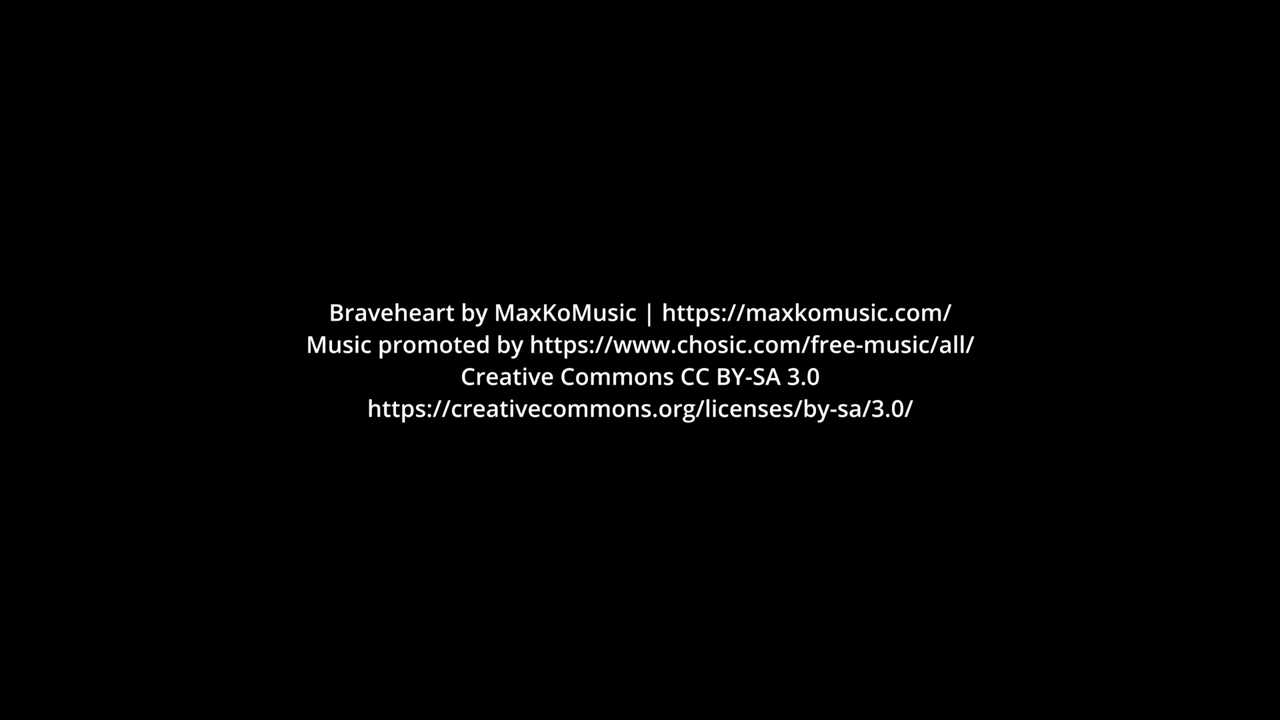 Braveheart by MaxKoMusic | https://maxkomusic.com/
Music promoted by https://www.chosic.com/free-music/all/
Creative Commons CC BY-SA 3.0
https://creativecommons.org/licenses/by-sa/3.0/